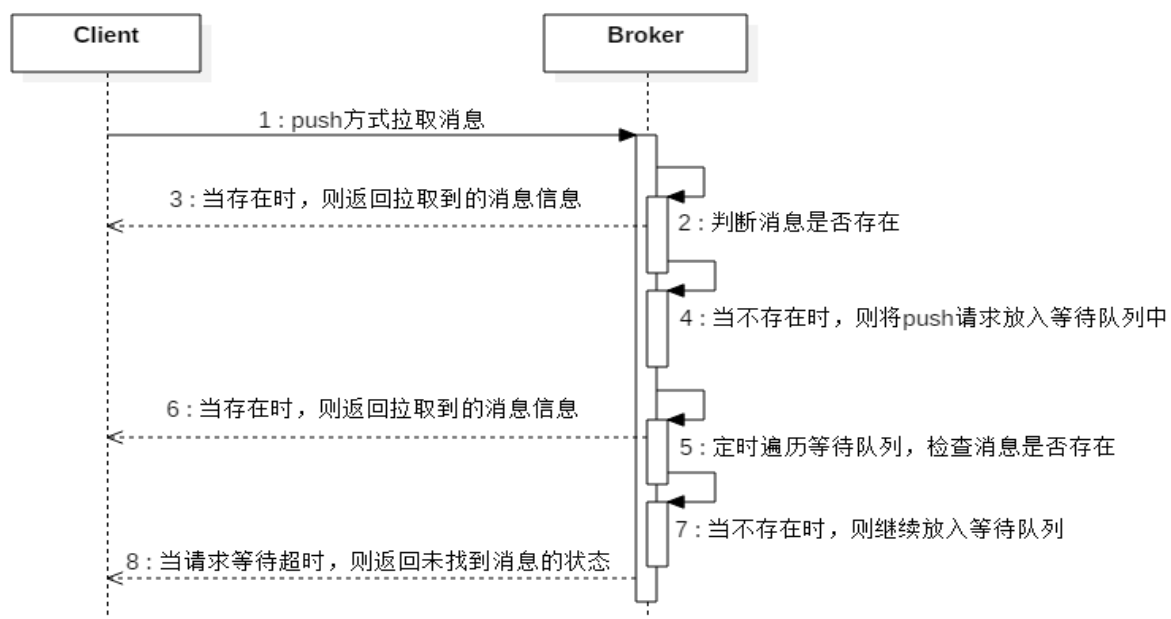 Client
Broker
1 : push方式拉取消息
3 : 当存在时，则返回拉取到的消息信息
2 : 判断消息是否存在
4 : 当不存在时，则将push请求放入等待队列中
6 : 当存在时，则返回拉取到的消息信息
5 : 定时遍历等待队列，检查消息是否存在
7 : 当不存在时，则继续放入等待队列
8 : 当请求等待超时，则返回未找到消息的状态